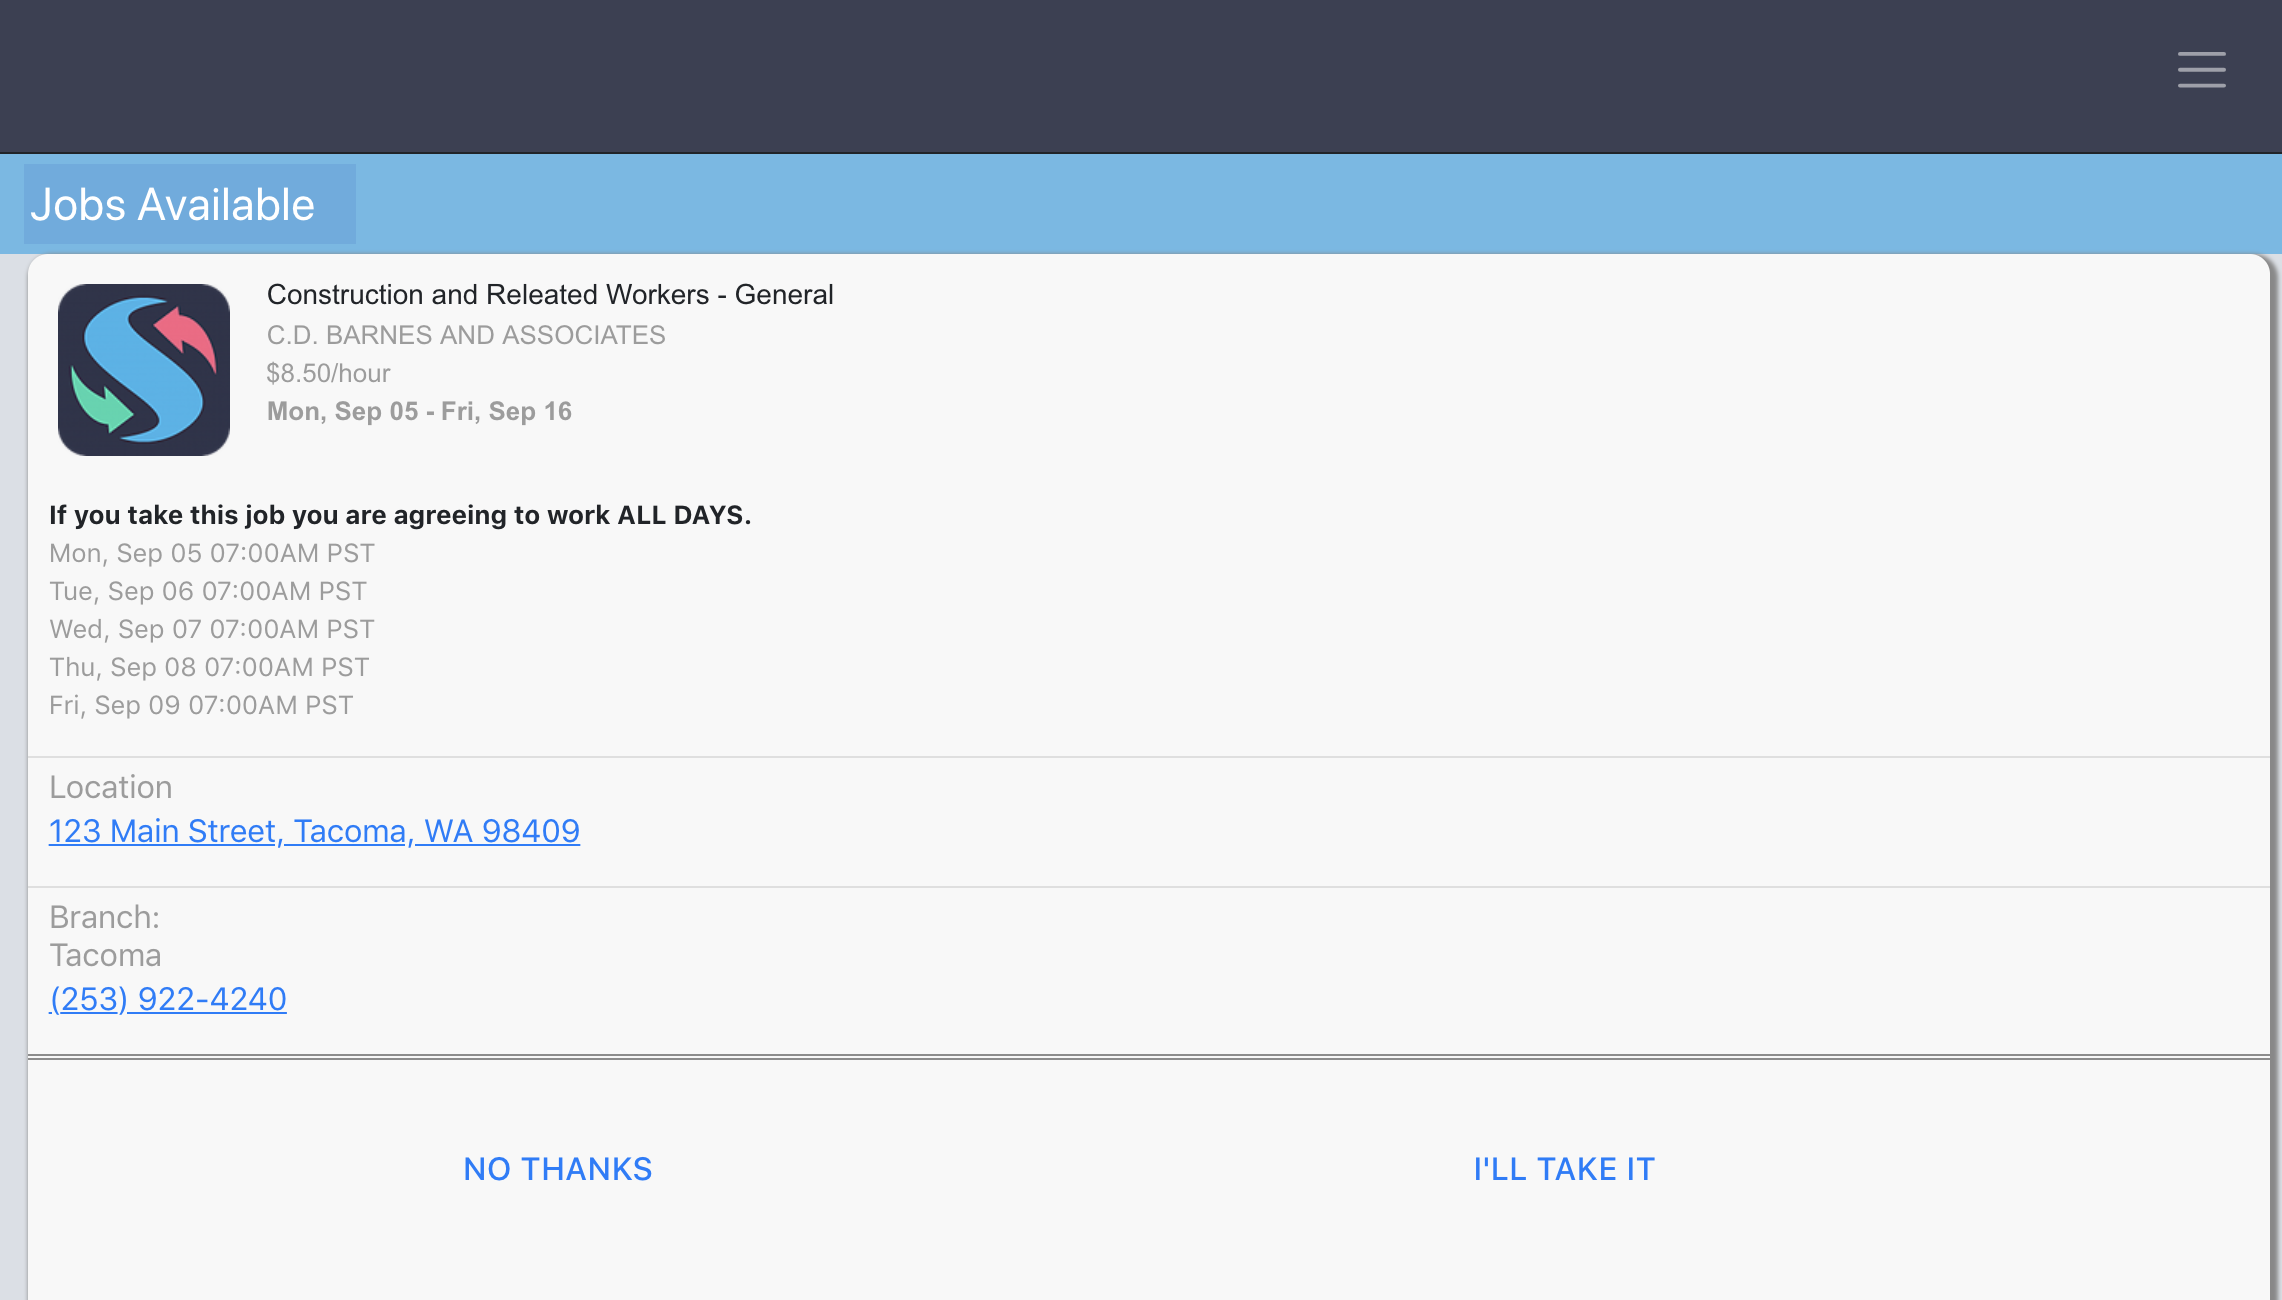 Jobs Available
Construction and Releated Workers - General
C.D. BARNES AND ASSOCIATES
$8.50/hour
Mon, Sep 05 - Fri, Sep 16
If you take this job you are agreeing to work ALL DAYS.
Mon, Sep 05 07:00AM PST
Tue, Sep 06 07:00AM PST
Wed, Sep 07 07:00AM PST
Thu, Sep 08 07:00AM PST
Fri, Sep 09 07:00AM PST
Location
123 Main Street, Tacoma, WA 98409
Branch:
Tacoma
(253) 922-4240
NO THANKS I'LL TAKE IT